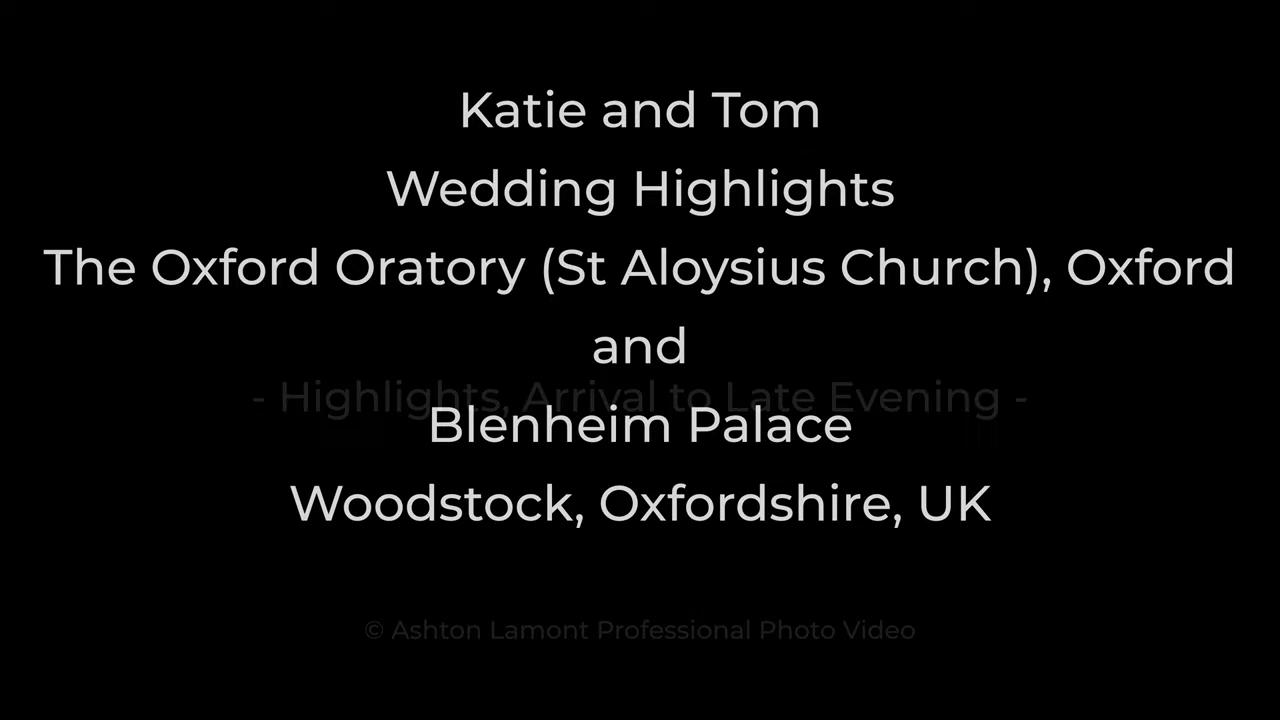 Katie and Tom
Wedding Highlights
The Oxford Oratory (St Aloysius Church), Oxford
and
- Highlights, Arrival to Late Evening -
Blenheim Palace
Woodstock, Oxfordshire, UK
© Ashton Lamont Professional Photo Video